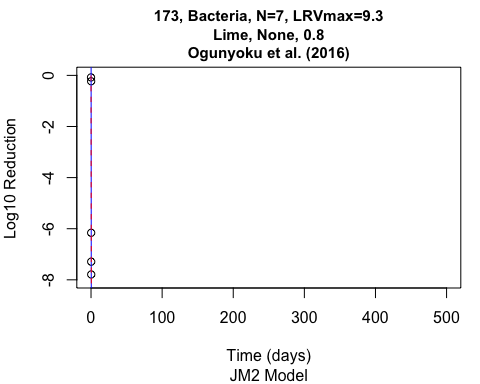 173, Bacteria, N=7, LRVmax=9.3
Lime, None, 0.8
Ogunyoku et al. (2016)
Log10 Reduction
0
-2
-4
-6
-8
0 100 200 300 400 500
Time (days)
JM2 Model